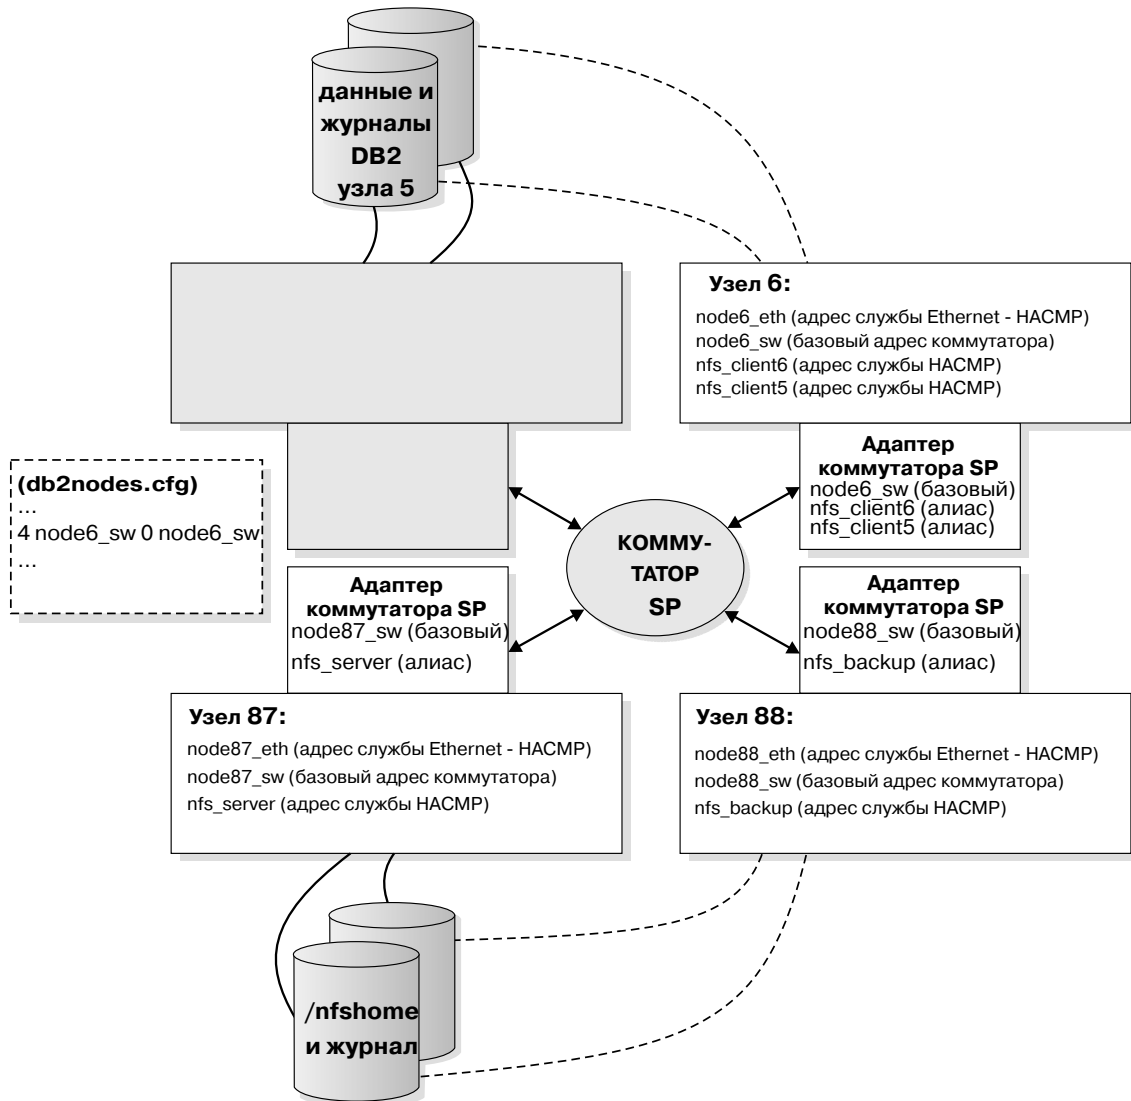 данные и
журналы
DB2
узла 5
Узел 6:
node6_eth (адрес службы Ethernet - HACMP)
node6_sw (базовый адрес коммутатора)
nfs_client6 (адрес службы HACMP)
nfs_client5 (адрес службы HACMP)
Адаптер
коммутатора SP
node6_sw (базовый)
nfs_client6 (алиас)
nfs_client5 (алиас)
(db2nodes.cfg)
...
4 node6_sw 0 node6_sw
...
КОММУ-
ТАТОР
SP
Адаптер
коммутатора SP
node87_sw (базовый)
nfs_server (алиас)
Адаптер
коммутатора SP
node88_sw (базовый)
nfs_backup (алиас)
Узел 87:
node87_eth (адрес службы Ethernet - HACMP)
node87_sw (базовый адрес коммутатора)
nfs_server (адрес службы HACMP)
Узел 88:
node88_eth (адрес службы Ethernet - HACMP)
node88_sw (базовый адрес коммутатора)
nfs_backup (адрес службы HACMP)
/nfshome
и журнал